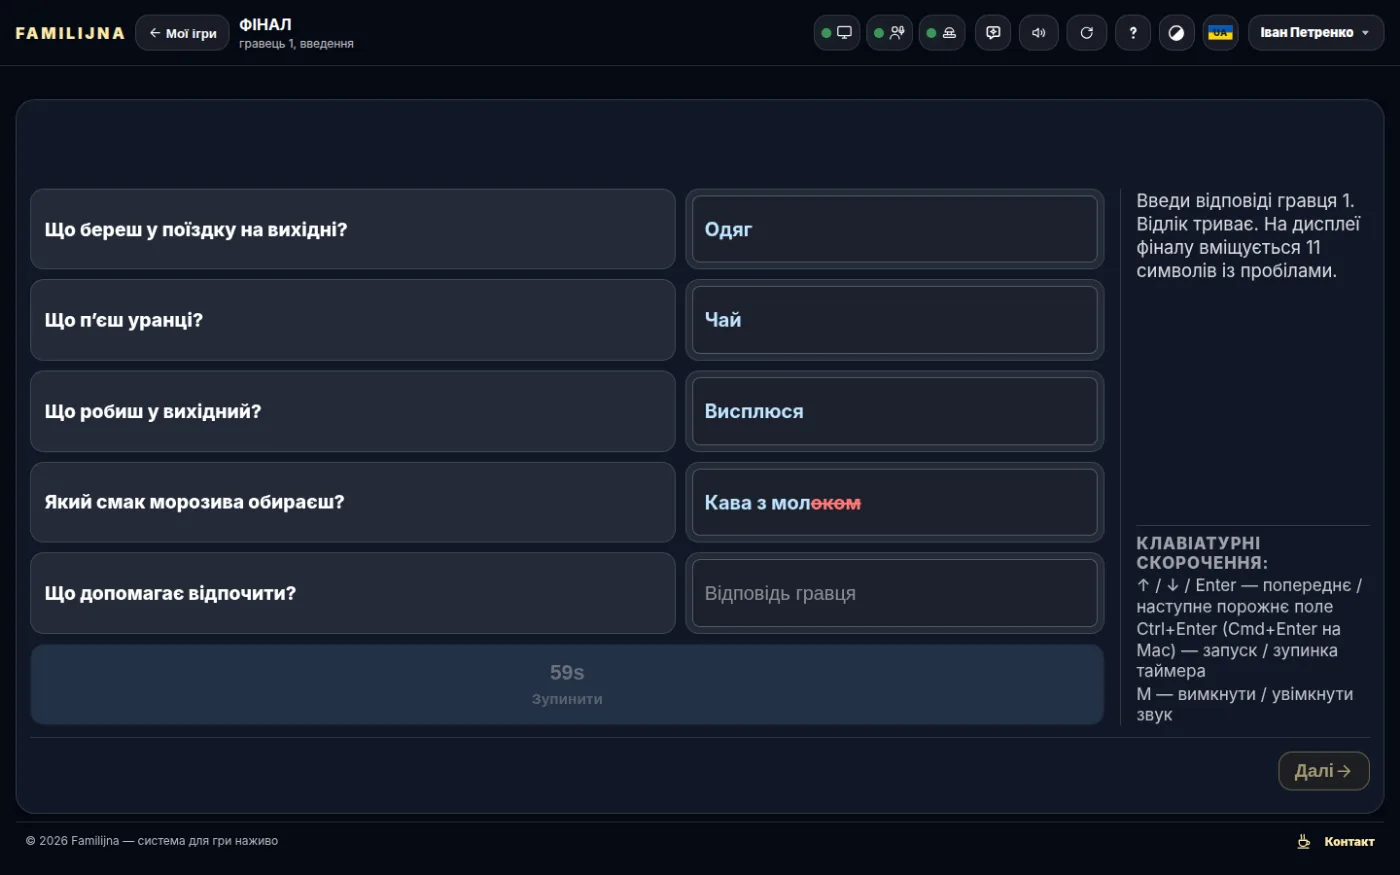 FAMILIJNA
← Мої ігри
ФІНАЛ
гравець 1, введення
?
UA
Іван Петренко
Що береш у поїздку на вихідні?
Одяг
Що п’єш уранці?
Чай
Що робиш у вихідний?
Висплюся
Який смак морозива обираєш?
Кава з молоком
Що допомагає відпочити?
Відповідь гравця
59s
Зупинити
Введи відповіді гравця 1.
Відлік триває. На дисплеї
фіналу вміщується 11
символів із пробілами.
КЛАВІАТУРНІ
СКОРОЧЕННЯ:
↑ / ↓ / Enter — попереднє /
наступне порожнє поле
Ctrl+Enter (Cmd+Enter на
Mac) — запуск / зупинка
таймера
M — вимкнути / увімкнути
звук
Далі →
© 2026 Familijna — система для гри наживо
Контакт